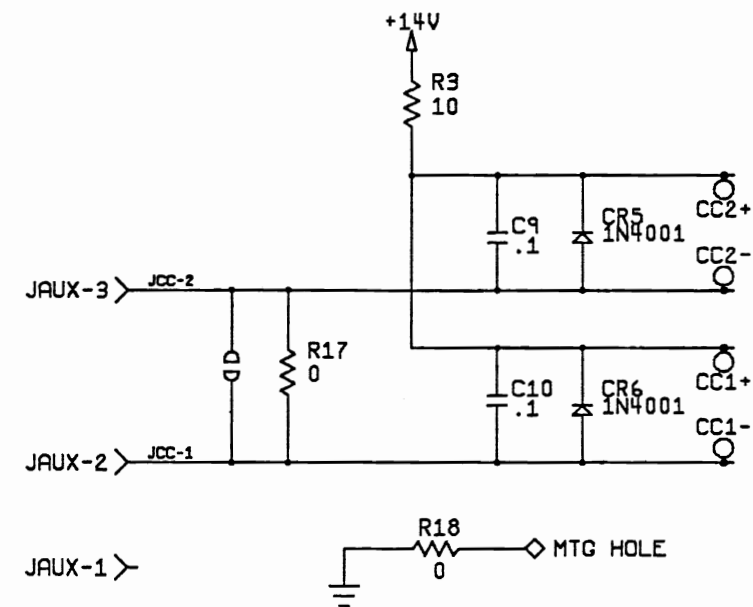 +14V
R3
10
CC2+
C9
.1
CR5
1N4001
CC2-
JAUX-3
JCC-2
R17
0
C10
.1
CR6
1N4001
CC1+
CC1-
JAUX-2
JCC-1
R18
0
MTG HOLE
JAUX-1